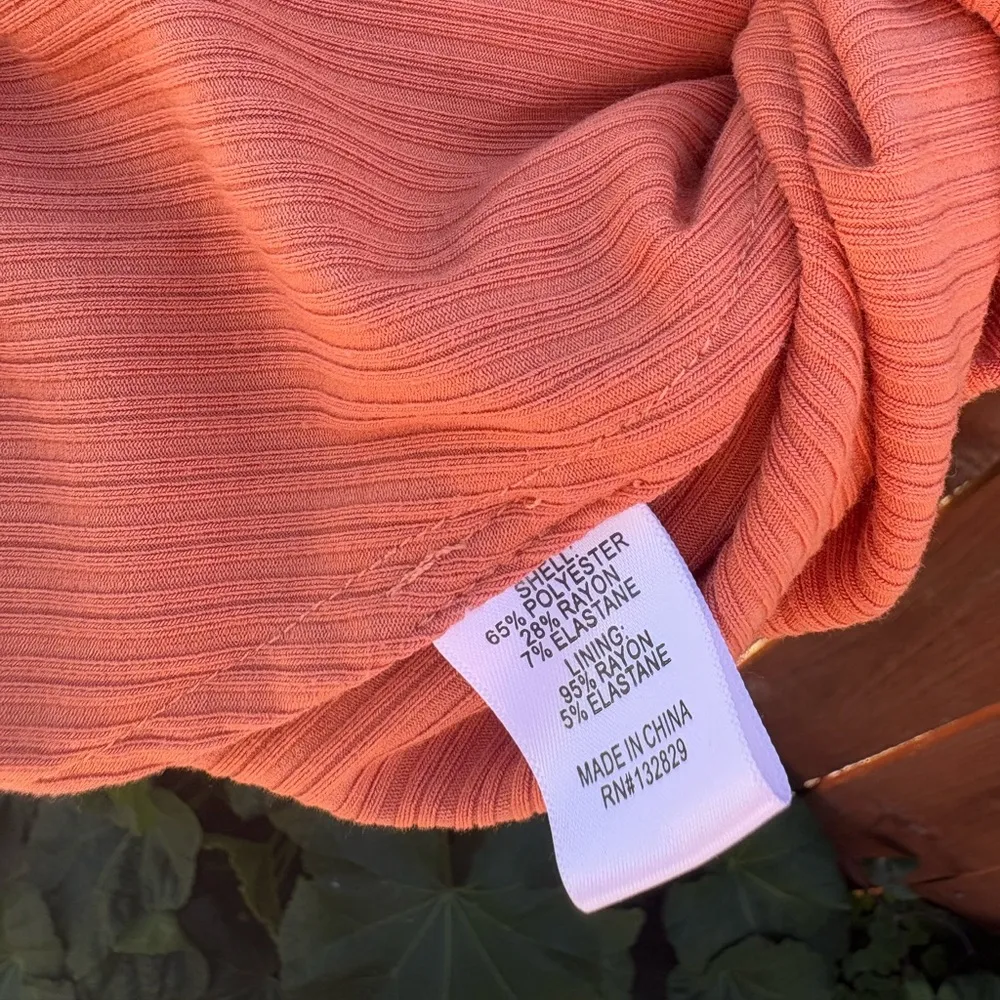 SHELL:
65% POLYESTER
28% RAYON
7% ELASTANE
LINING:
95% RAYON
5% ELASTANE
MADE IN CHINA
RN#132829